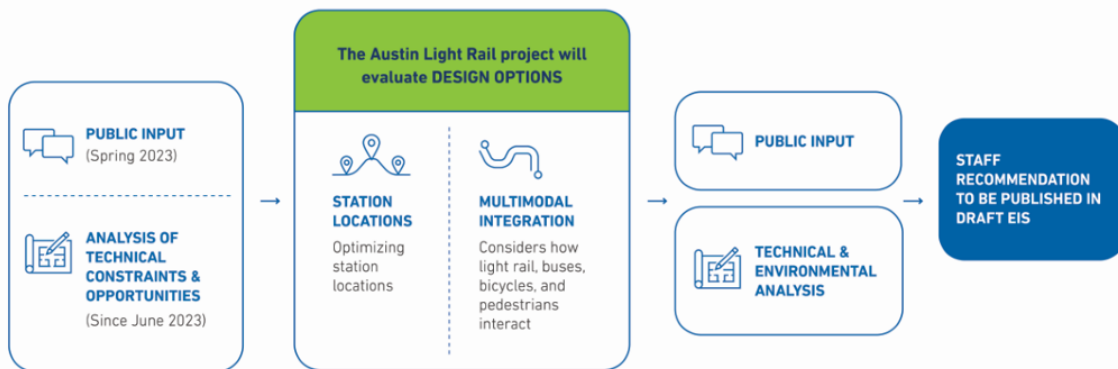 PUBLIC INPUT
(Spring 2023)
ANALYSIS OF
TECHNICAL
CONSTRAINTS &
OPPORTUNITIES
(Since June 2023)
The Austin Light Rail project will
evaluate DESIGN OPTIONS
STATION
LOCATIONS
Optimizing
station
locations
MULTIMODAL
INTEGRATION
Considers how
light rail, buses,
bicycles, and
pedestrians
interact
PUBLIC INPUT
TECHNICAL &
ENVIRONMENTAL
ANALYSIS
STAFF
RECOMMENDATION
TO BE PUBLISHED IN
DRAFT EIS